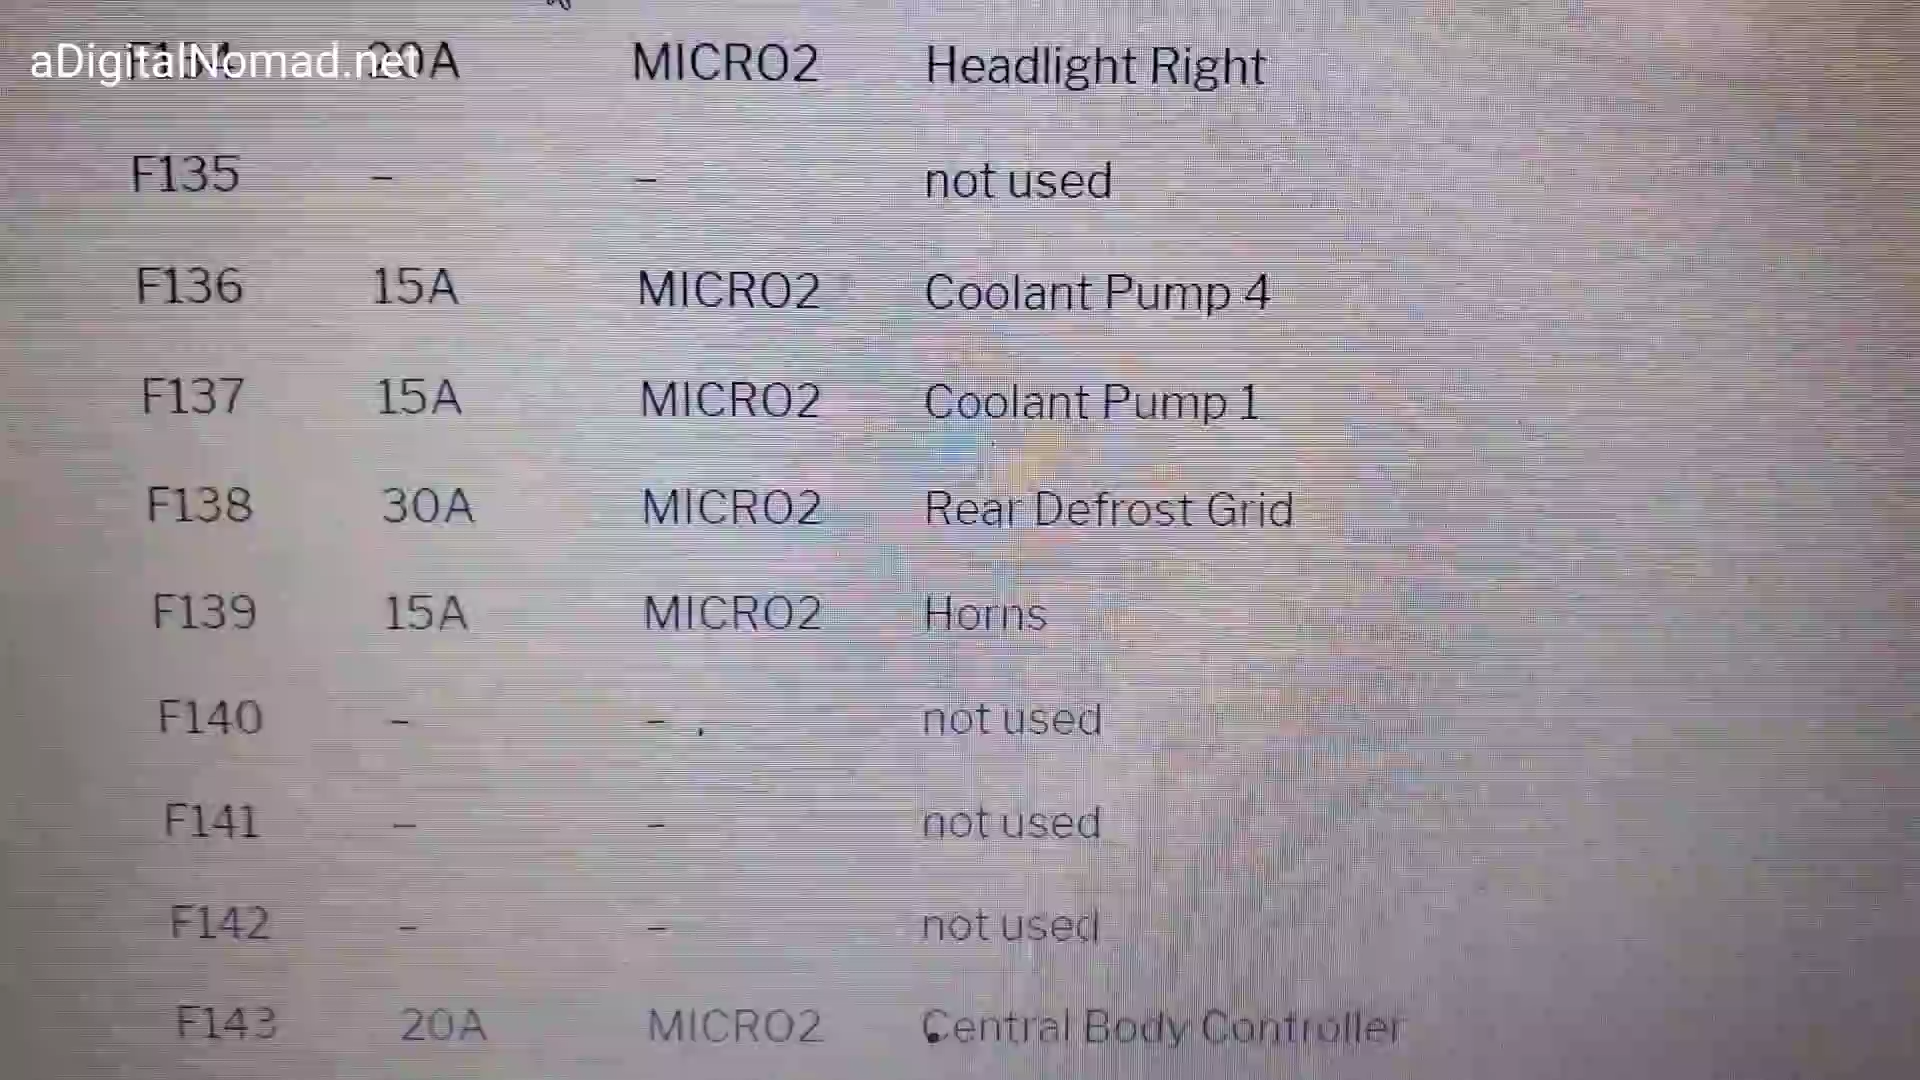 aDigitalNomad.net
20A MICRO2 Headlight Right
F135 – – not used
F136 15A MICRO2 Coolant Pump 4
F137 15A MICRO2 Coolant Pump 1
F138 30A MICRO2 Rear Defrost Grid
F139 15A MICRO2 Horns
F140 – – not used
F141 – – not used
F142 – – not used
F143 20A MICRO2 Central Body Controller